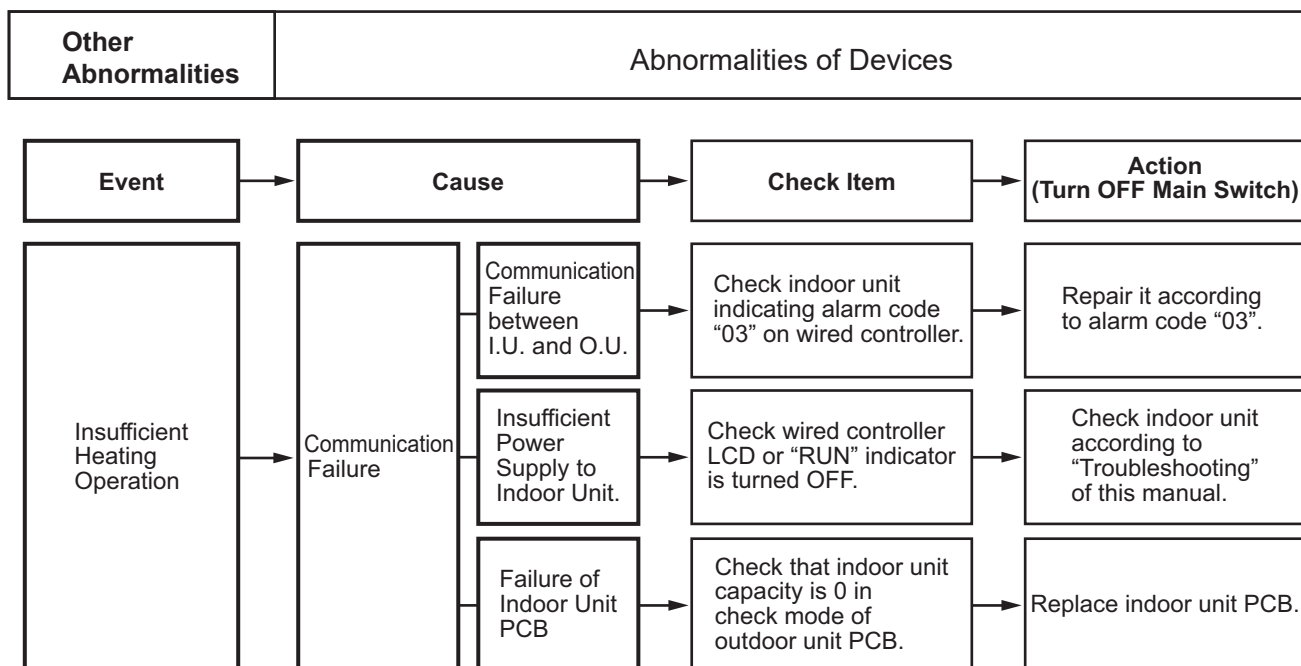 Other
Abnormalities
Abnormalities of Devices
Event
Cause
Check Item
Action
(Turn OFF Main Switch)
Insufficient
Heating
Operation
Communication
Failure
Communication
Failure
between
I.U. and O.U.
Check indoor unit
indicating alarm code
“03” on wired controller.
Repair it according
to alarm code “03”.
Insufficient
Power
Supply to
Indoor Unit.
Check wired controller
LCD or “RUN” indicator
is turned OFF.
Check indoor unit
according to
“Troubleshooting”
of this manual.
Failure of
Indoor Unit
PCB
Check that indoor unit
capacity is 0 in
check mode of
outdoor unit PCB.
Replace indoor unit PCB.